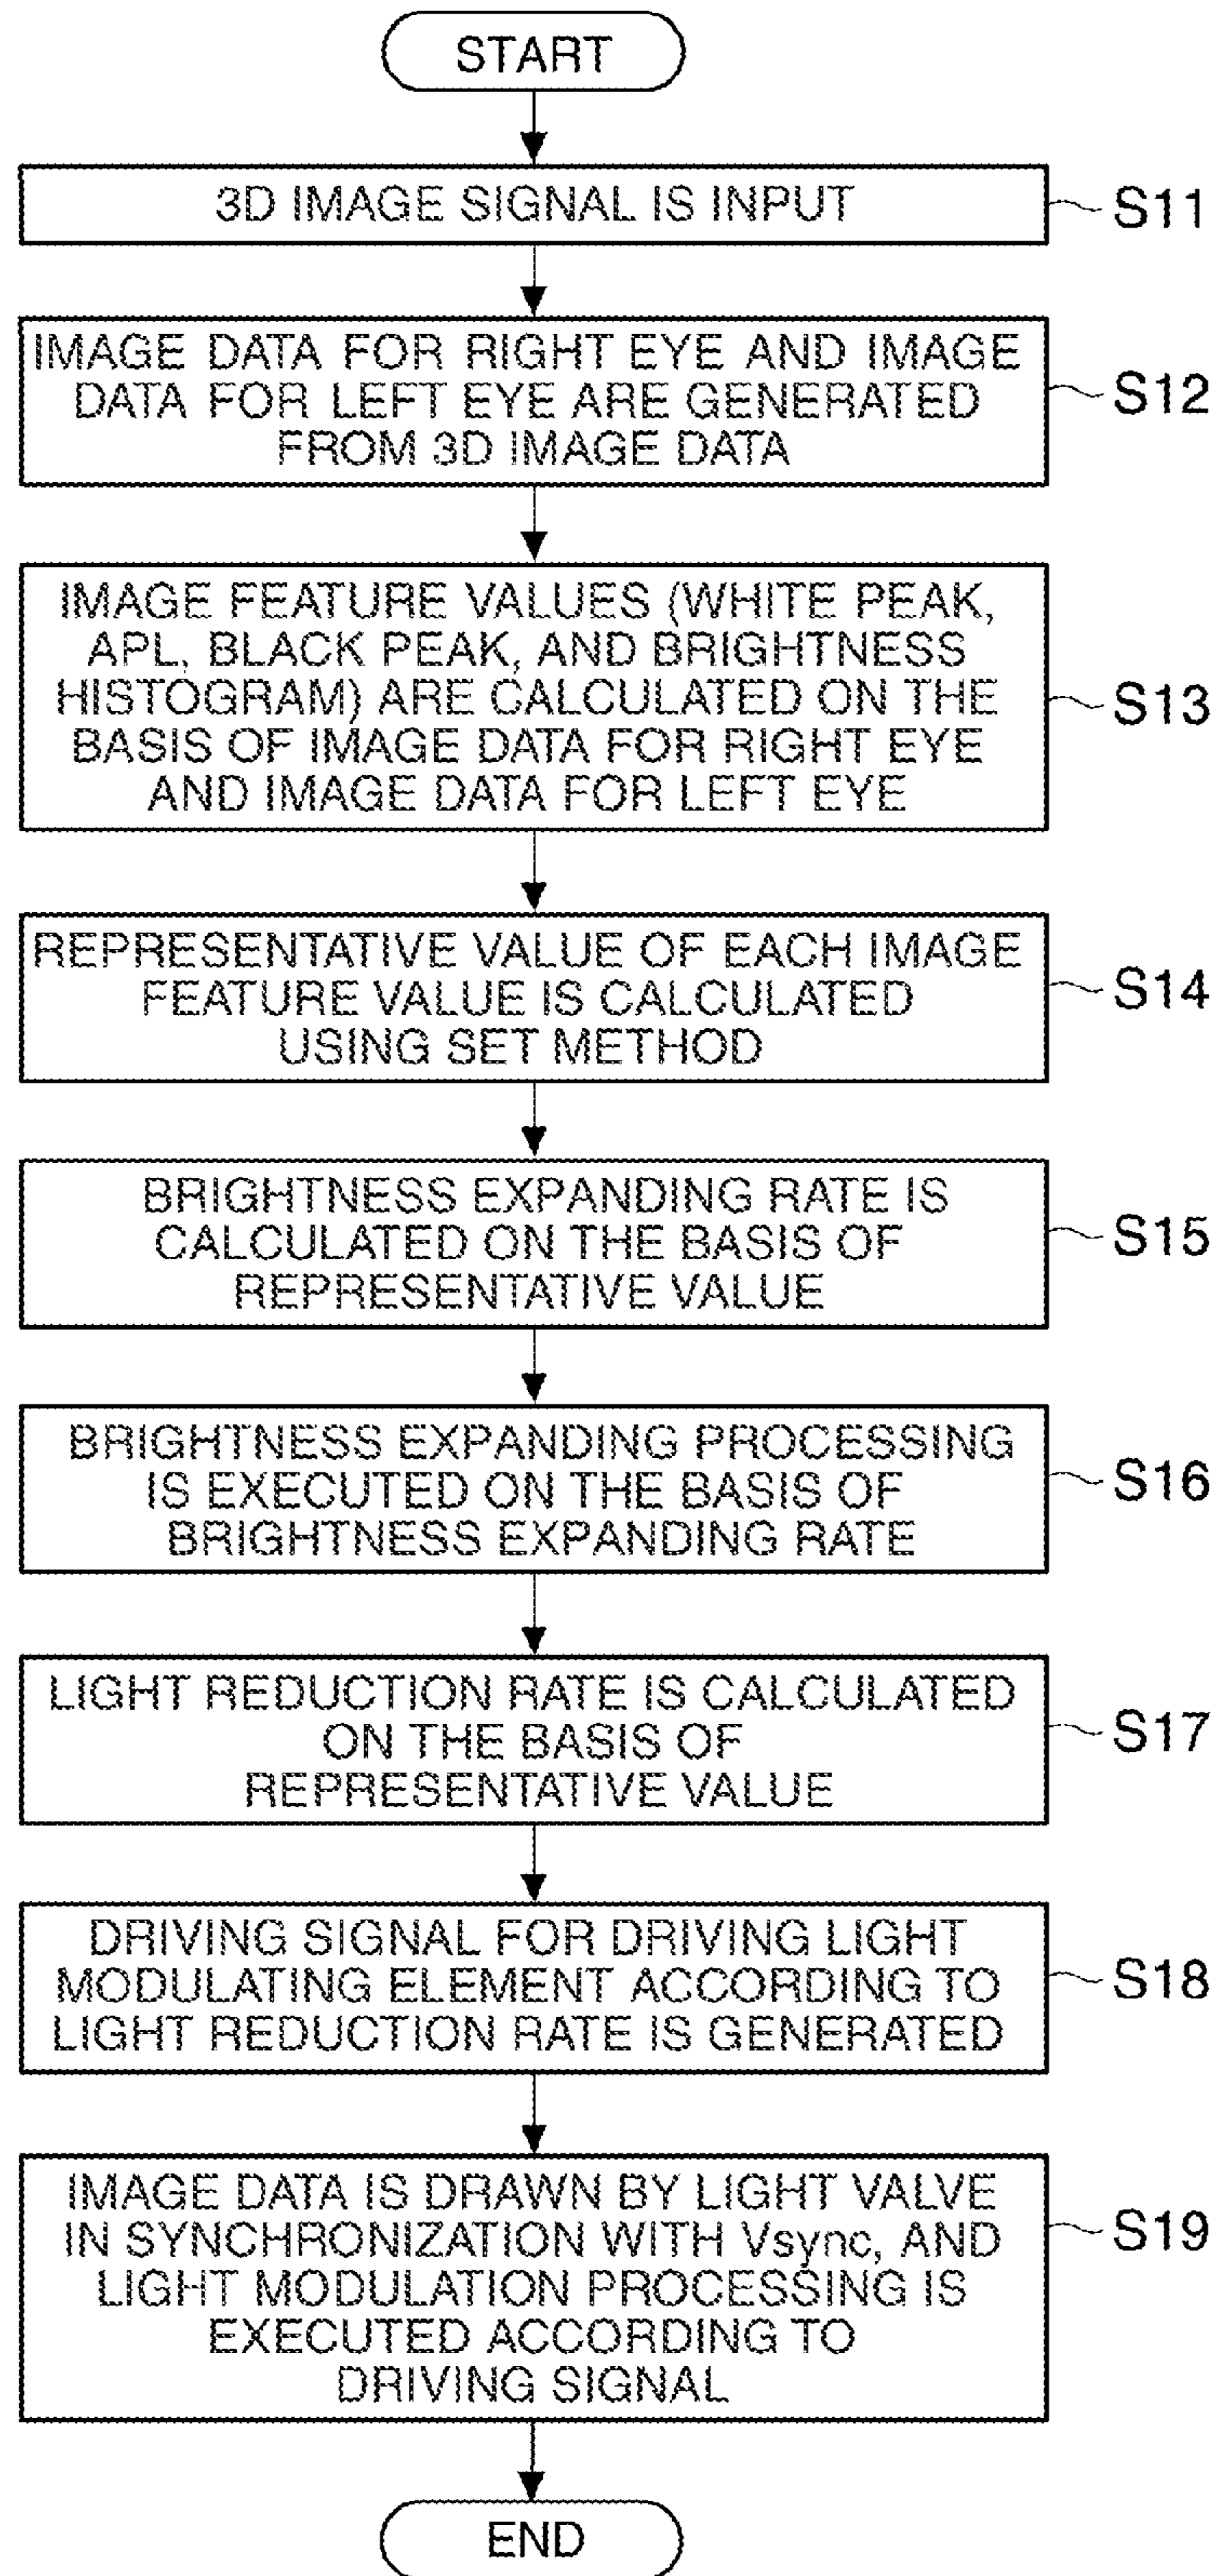 START
3D IMAGE SIGNAL IS INPUT
S11
IMAGE DATA FOR RIGHT EYE AND IMAGE
DATA FOR LEFT EYE ARE GENERATED
FROM 3D IMAGE DATA
S12
IMAGE FEATURE VALUES (WHITE PEAK,
APL, BLACK PEAK, AND BRIGHTNESS
HISTOGRAM) ARE CALCULATED ON THE
BASIS OF IMAGE DATA FOR RIGHT EYE
AND IMAGE DATA FOR LEFT EYE
S13
REPRESENTATIVE VALUE OF EACH IMAGE
FEATURE VALUE IS CALCULATED
USING SET METHOD
S14
BRIGHTNESS EXPANDING RATE IS
CALCULATED ON THE BASIS OF
REPRESENTATIVE VALUE
S15
BRIGHTNESS EXPANDING PROCESSING
IS EXECUTED ON THE BASIS OF
BRIGHTNESS EXPANDING RATE
S16
LIGHT REDUCTION RATE IS CALCULATED
ON THE BASIS OF
REPRESENTATIVE VALUE
S17
DRIVING SIGNAL FOR DRIVING LIGHT
MODULATING ELEMENT ACCORDING TO
LIGHT REDUCTION RATE IS GENERATED
S18
IMAGE DATA IS DRAWN BY LIGHT VALVE
IN SYNCHRONIZATION WITH Vsync, AND
LIGHT MODULATION PROCESSING IS
EXECUTED ACCORDING TO
DRIVING SIGNAL
S19
END